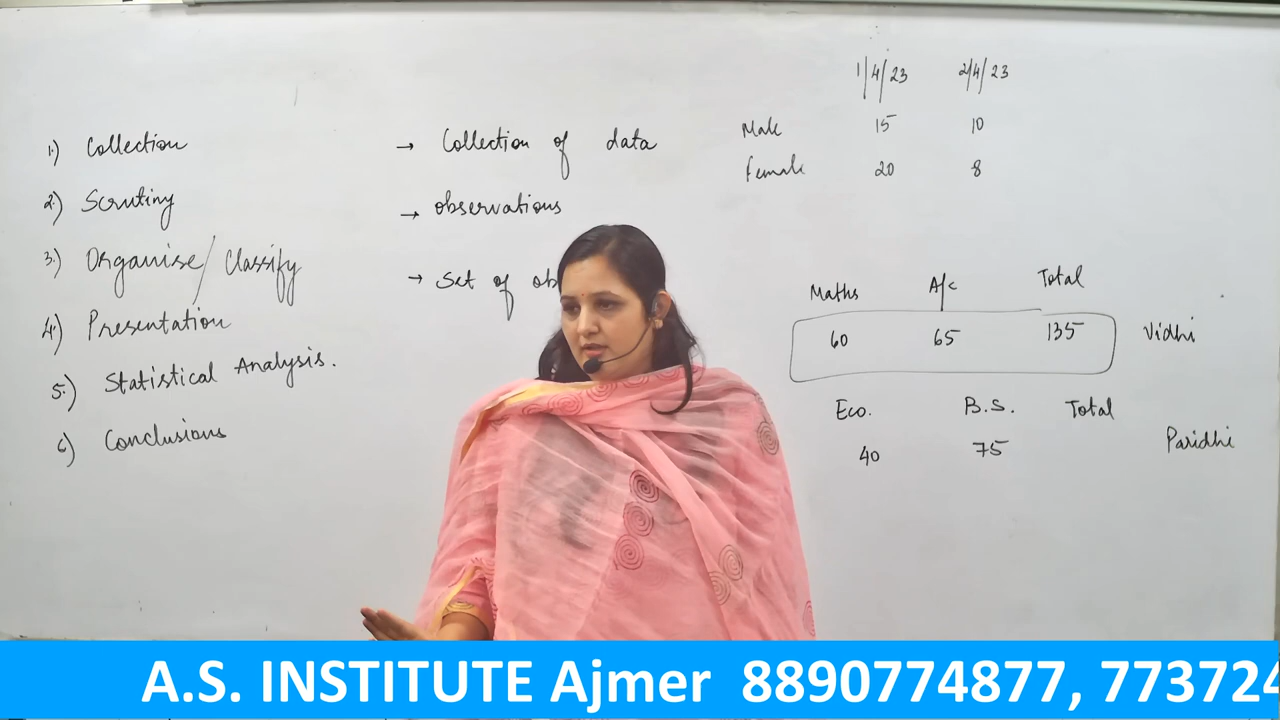 1) Collection
2) Scrutiny
3) Organise/Classify
4) Presentation
5) Statistical Analysis.
6) Conclusions
→ Collection of data
→ observations
→ Set of ob
1/4/23 2/4/23
Male 15 10
Female 20 8
Maths A/c Total
60 65 135 Vidhi
Eco. B.S. Total
40 75 Paridhi
A.S. INSTITUTE Ajmer 8890774877, 773724